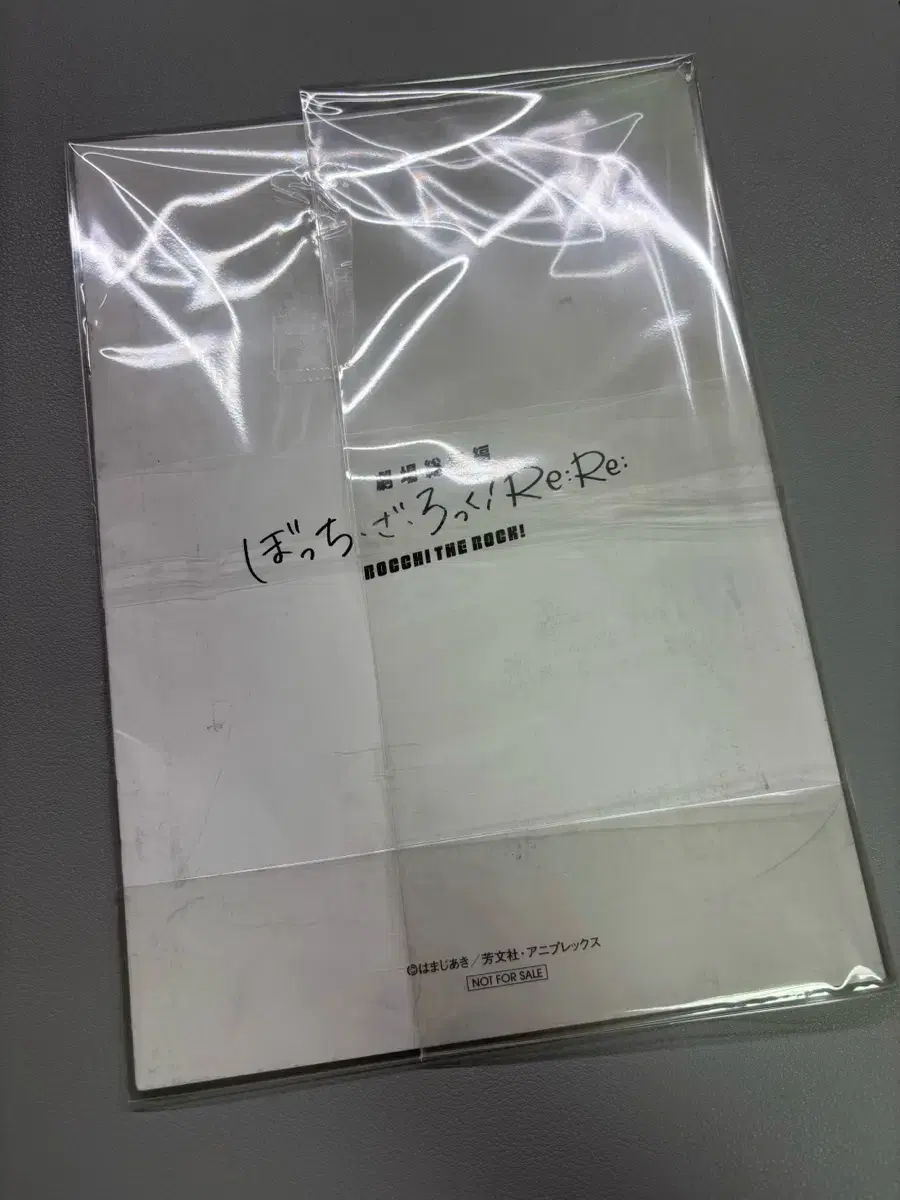 劇場総集編
ぼっち・ざ・ろっく！Re:Re:
BOCCHI THE ROCK!
©はまじあき／芳文社・アニプレックス
NOT FOR SALE